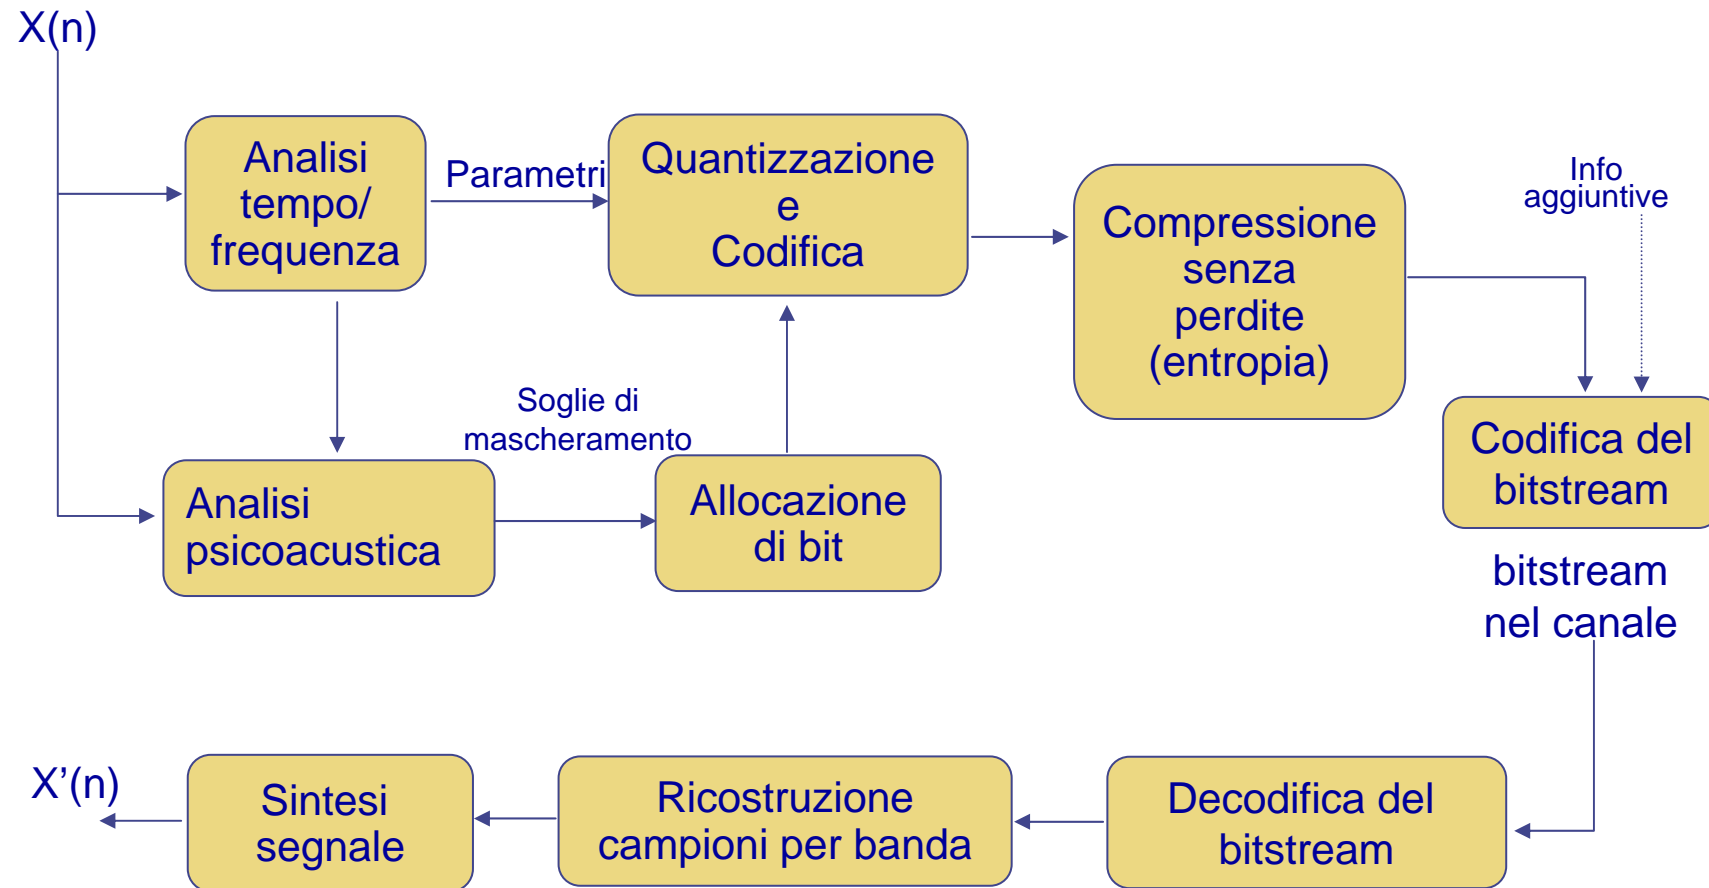 X(n)
Analisi
tempo/
frequenza
Parametri
Quantizzazione
e
Codifica
Compressione
senza
perdite
(entropia)
Info
aggiuntive
Soglie di
mascheramento
Analisi
psicoacustica
Allocazione
di bit
Codifica del
bitstream
bitstream
nel canale
X’(n)
Sintesi
segnale
Ricostruzione
campioni per banda
Decodifica del
bitstream